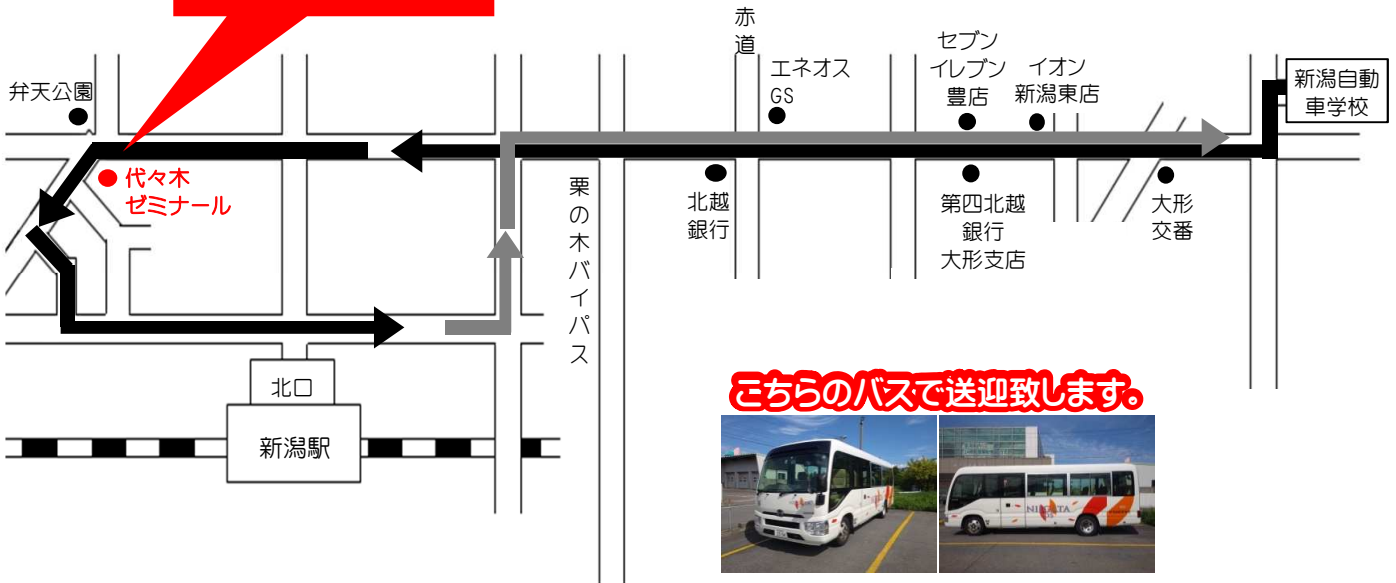 赤道
弁天公園
エネオス
GS
セブン
イレブン
豊店
イオン
新潟東店
新潟自動
車学校
代々木
ゼミナール
栗の木バイパス
北越
銀行
第四北越
銀行
大形支店
大形
交番
北口
新潟駅
こちらのバスで送迎致します。
NIIGATA